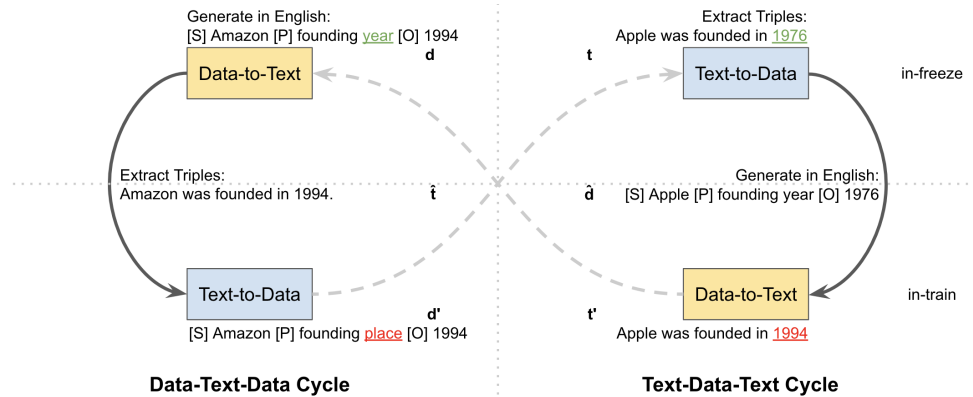 Generate in English:
[S] Amazon [P] founding year [O] 1994
d
Data-to-Text
Extract Triples:
Amazon was founded in 1994.
t̂
Text-to-Data
d'
[S] Amazon [P] founding place [O] 1994
Data-Text-Data Cycle
Extract Triples:
Apple was founded in 1976
t
Text-to-Data
in-freeze
Generate in English:
d̂
[S] Apple [P] founding year [O] 1976
Data-to-Text
in-train
t'
Apple was founded in 1994
Text-Data-Text Cycle